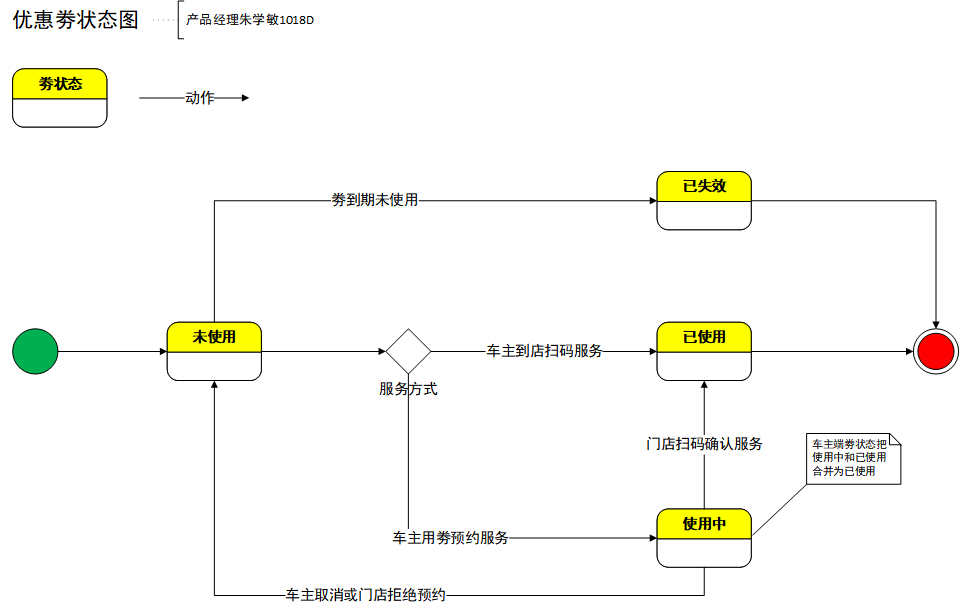 优惠劵状态图
产品经理朱学敏1018D
劵状态
动作
已失效
劵到期未使用
未使用
已使用
车主到店扫码服务
服务方式
门店扫码确认服务
车主端劵状态把
使用中和已使用
合并为已使用
使用中
车主用劵预约服务
车主取消或门店拒绝预约